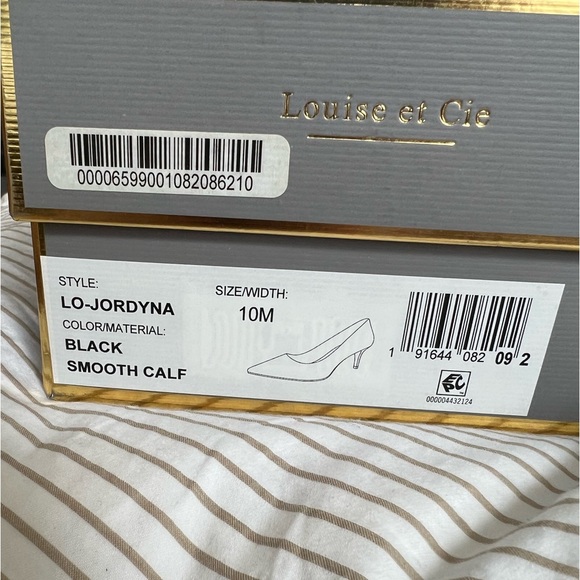 Louise et Cie
00006599001082086210
STYLE:
LO-JORDYNA
COLOR/MATERIAL:
BLACK
SMOOTH CALF
SIZE/WIDTH:
10M
1 91644 082 09 2
000004432124